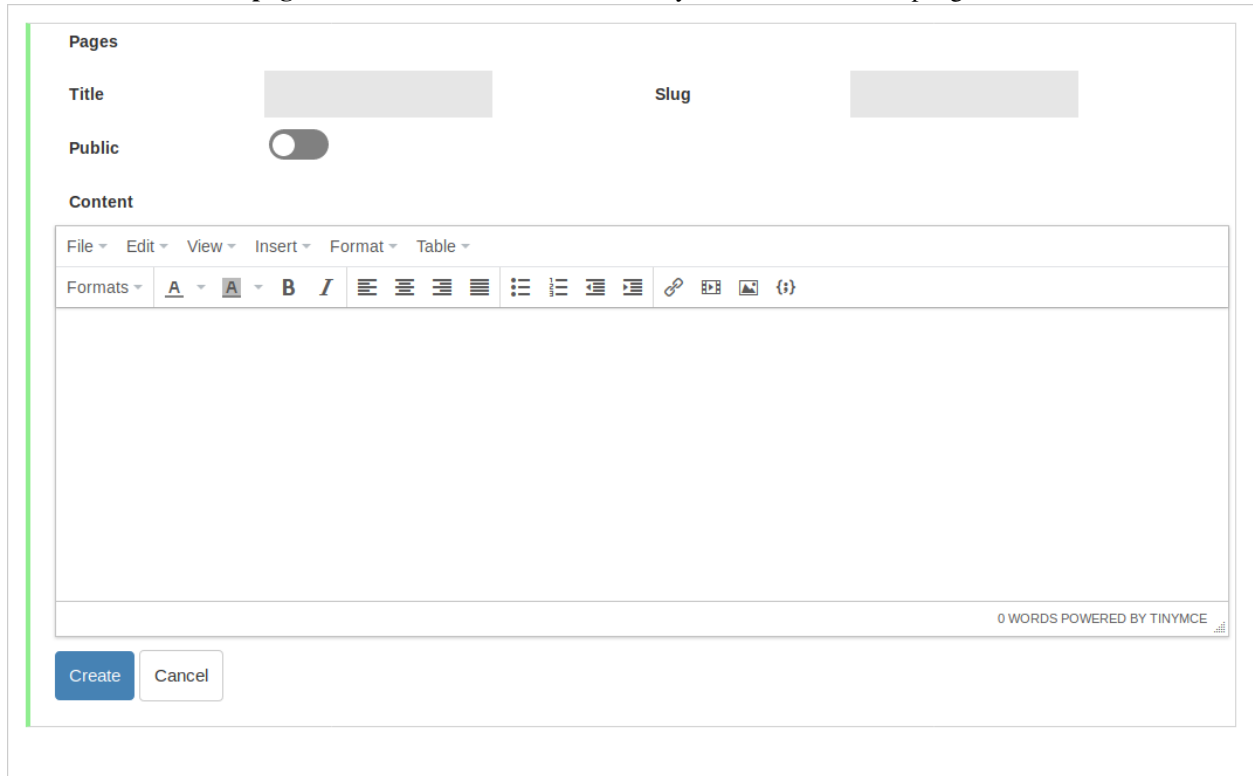 Pages
Title Slug
Public
Content
File Edit View Insert Format Table
Formats A A B I
0 WORDS POWERED BY TINYMCE
Create Cancel